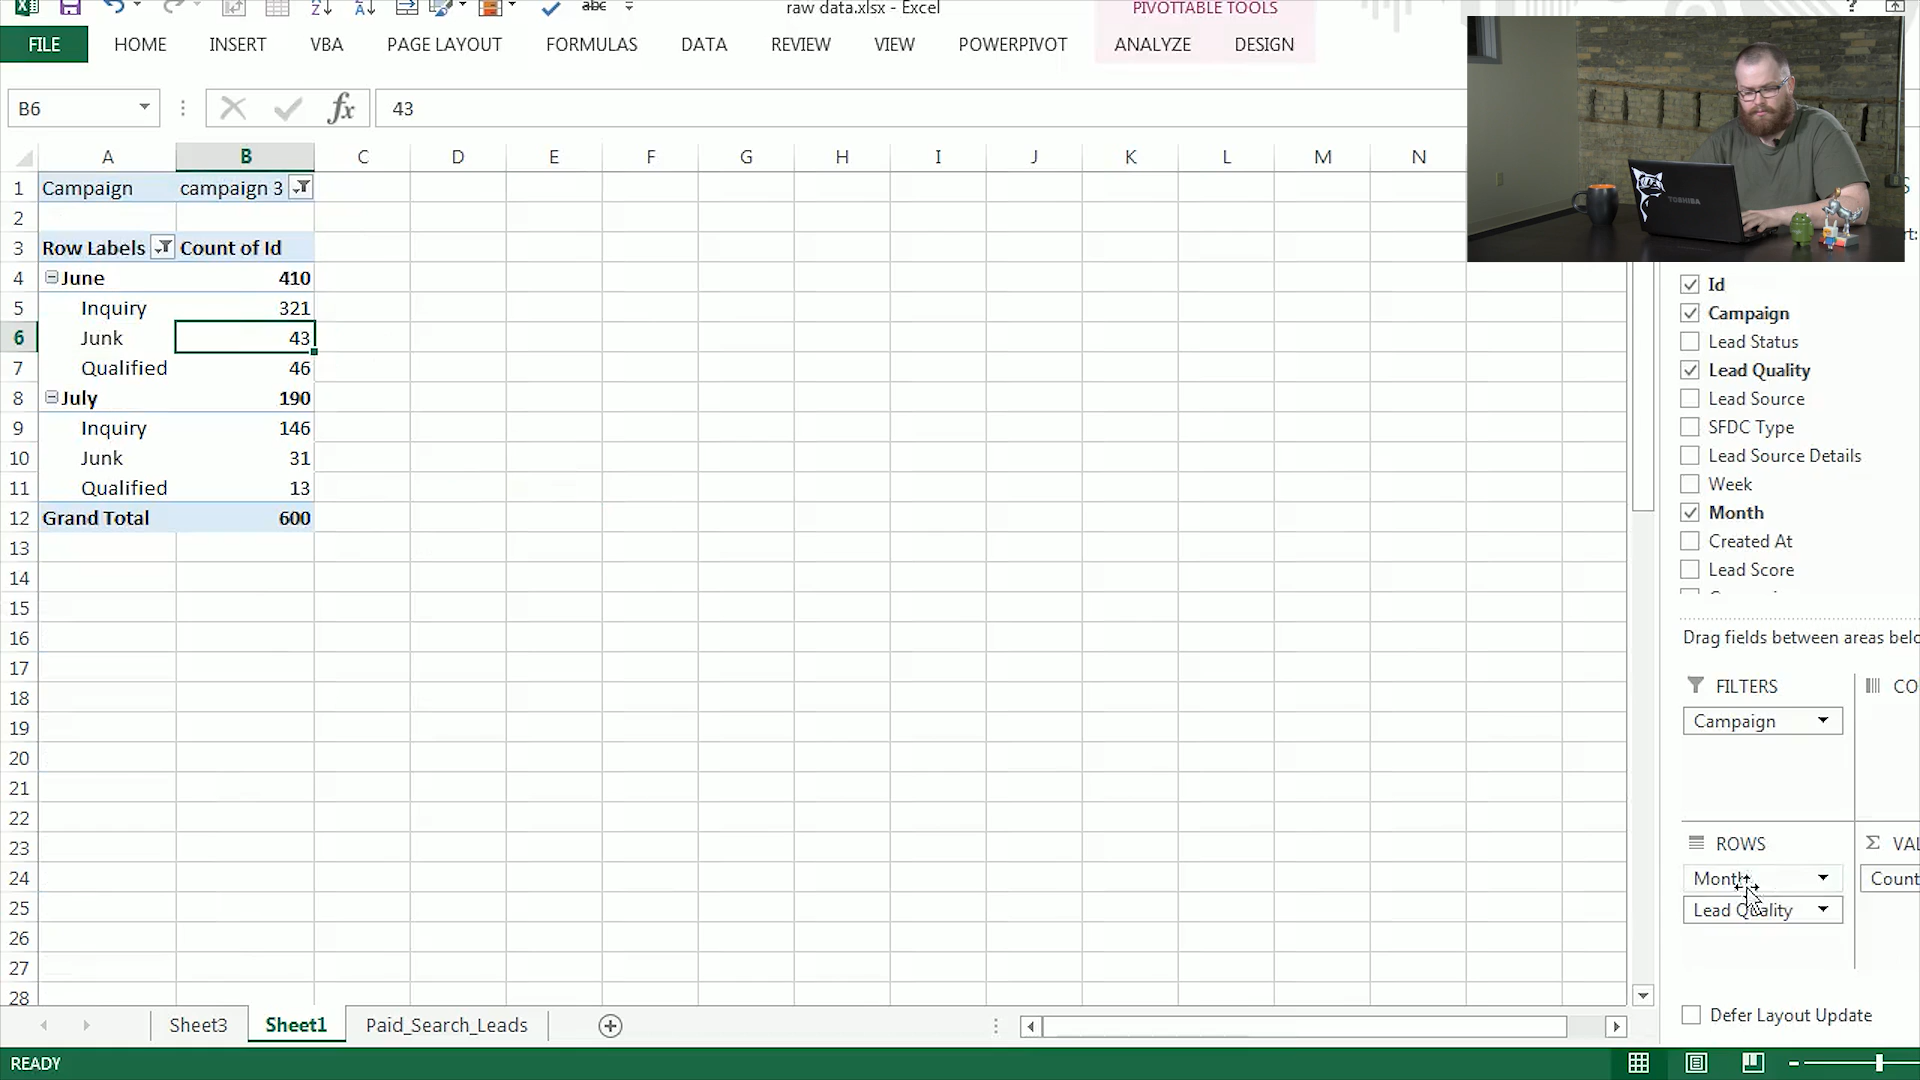 raw data.xlsx - Excel
PIVOTTABLE TOOLS
?
FILE HOME INSERT VBA PAGE LAYOUT FORMULAS DATA REVIEW VIEW POWERPIVOT ANALYZE DESIGN
B6 fx 43
A B C D E F G H I J K L M N
1 Campaign campaign 3
2
3 Row Labels Count of Id
4 June 410
5 Inquiry 321
6 Junk 43
7 Qualified 46
8 July 190
9 Inquiry 146
10 Junk 31
11 Qualified 13
12 Grand Total 600
13
14
15
16
17
18
19
20
21
22
23
24
25
26
27
28
TOSHIBA
Id
Campaign
Lead Status
Lead Quality
Lead Source
SFDC Type
Lead Source Details
Week
Month
Created At
Lead Score
Drag fields between areas belo
FILTERS CO
Campaign
ROWS Σ VAL
Month Count
Lead Quality
Defer Layout Update
Sheet3 Sheet1 Paid_Search_Leads
READY